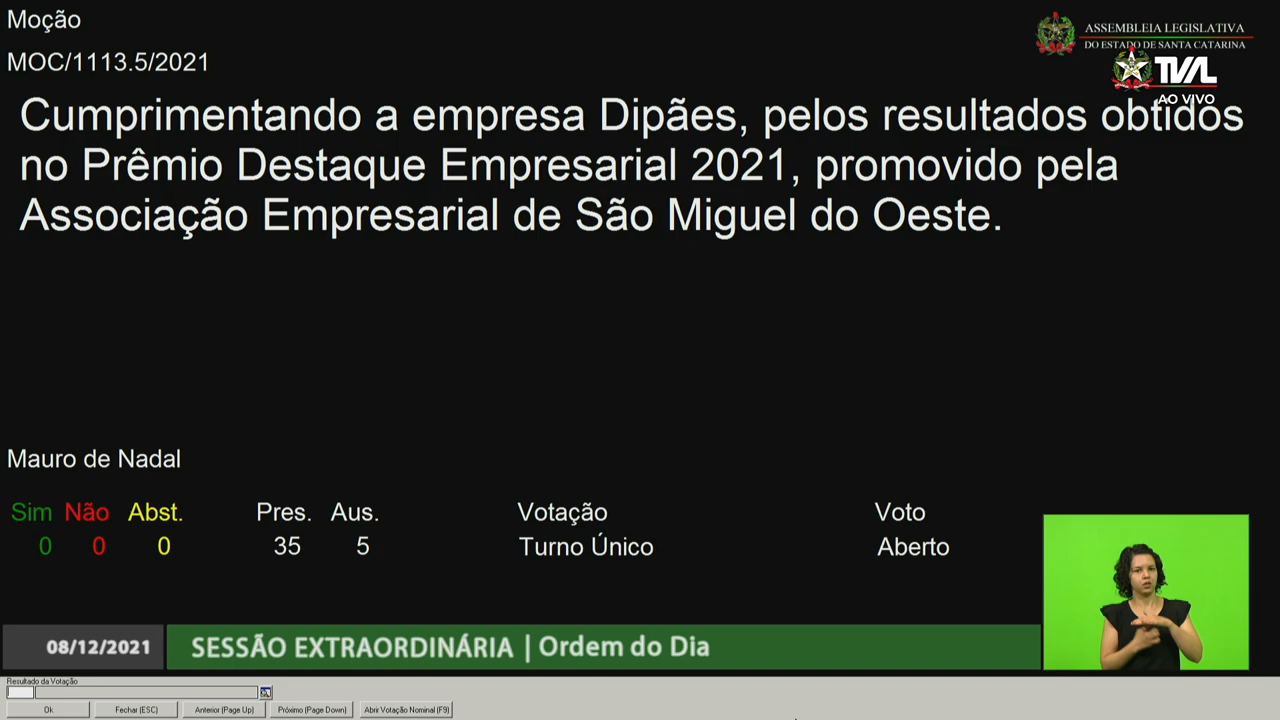 Moção
MOC/1113.5/2021
ASSEMBLEIA LEGISLATIVA
DO ESTADO DE SANTA CATARINA
TVAL
AO VIVO
Cumprimentando a empresa Dipães, pelos resultados obtidos
no Prêmio Destaque Empresarial 2021, promovido pela
Associação Empresarial de São Miguel do Oeste.
Mauro de Nadal
Sim Não Abst. Pres. Aus. Votação Voto
0 0 0 35 5 Turno Único Aberto
08/12/2021 SESSÃO EXTRAORDINÁRIA | Ordem do Dia
Resultado da Votação
Ok Fechar (ESC) Anterior (Page Up) Próximo (Page Down) Abrir Votação Nominal (F9)